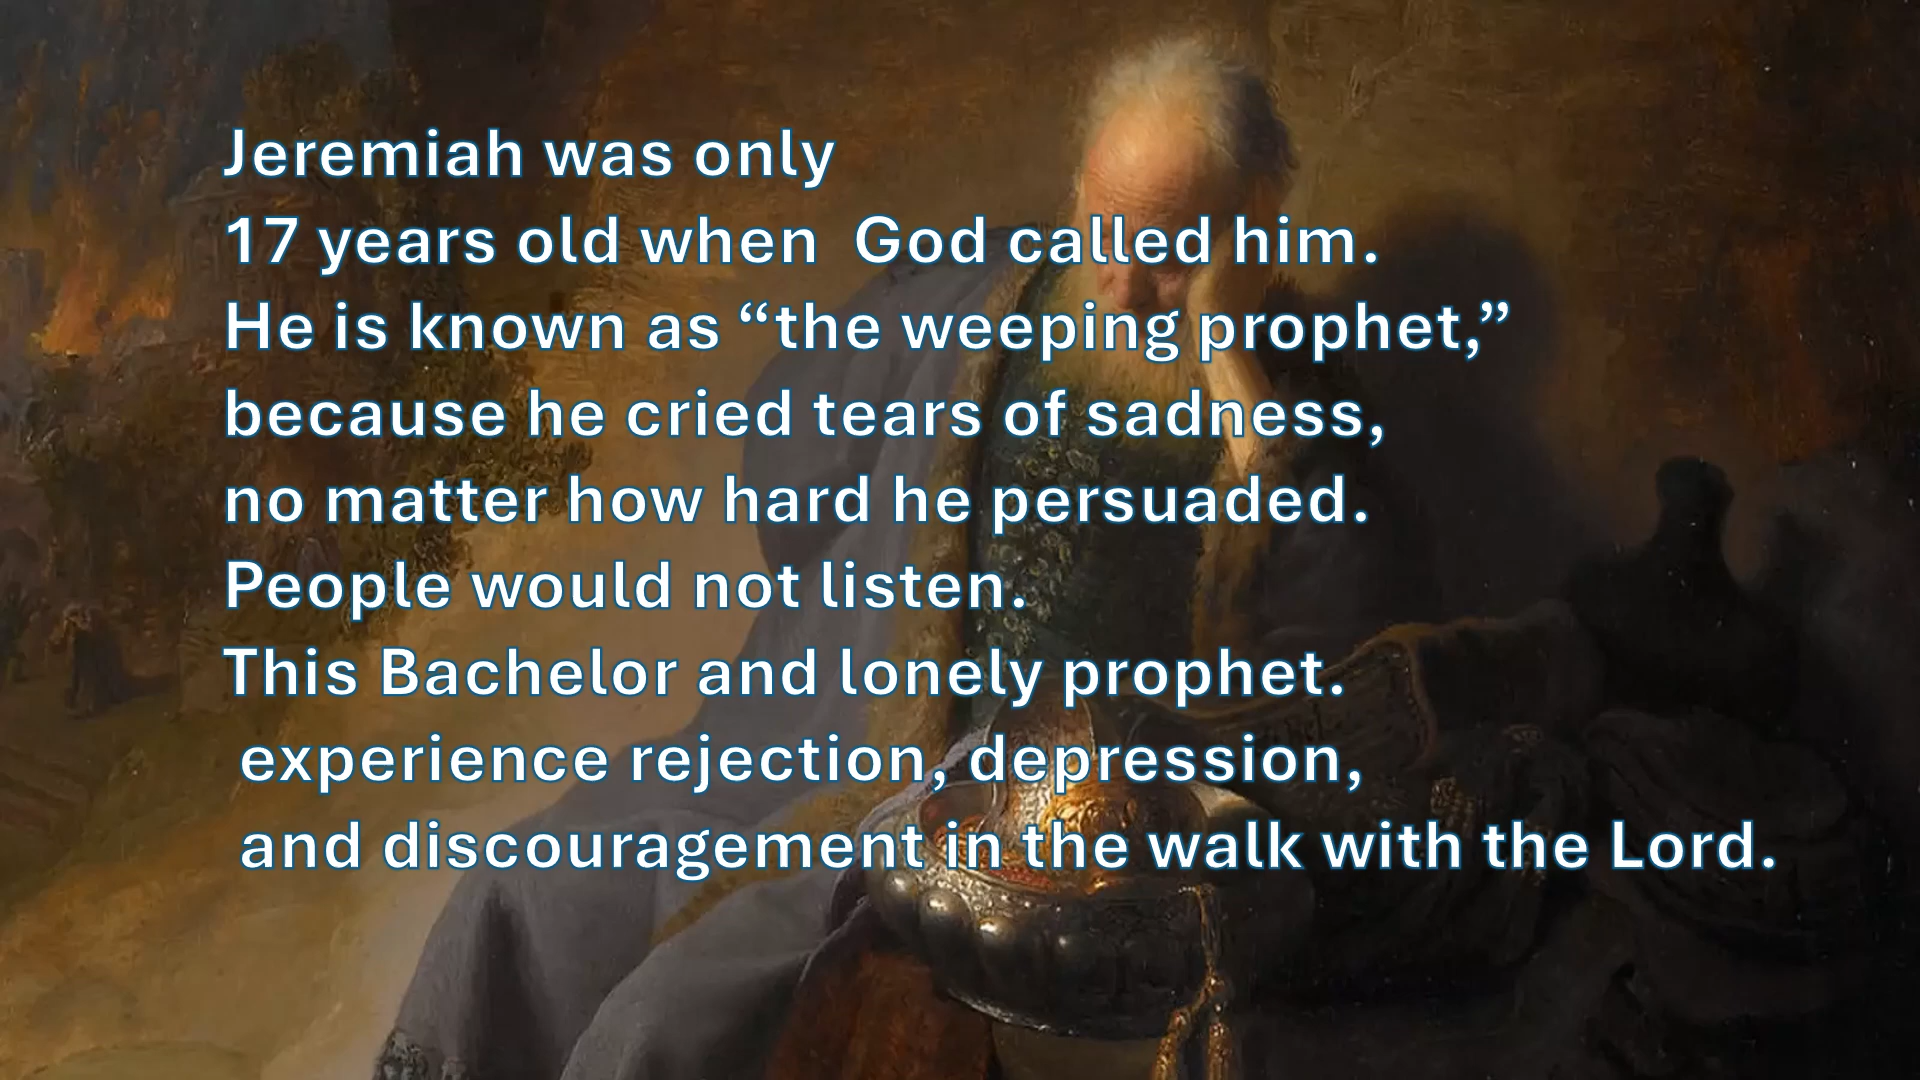 Jeremiah was only
17 years old when  God called him.
He is known as “the weeping prophet,”
because he cried tears of sadness,
no matter how hard he persuaded.
People would not listen.
This Bachelor and lonely prophet.
experience rejection, depression,
and discouragement in the walk with the Lord.